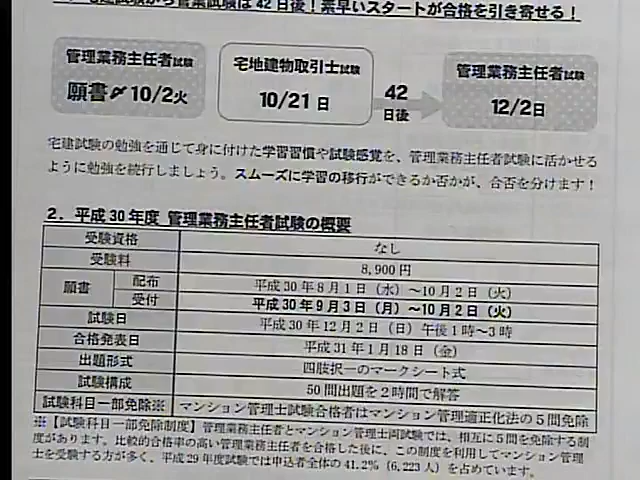 宅建試験から管業試験は42日後！素早いスタートが合格を引き寄せる！
管理業務主任者試験
願書〆10/2火
宅地建物取引士試験
10/21日
42
日後
管理業務主任者試験
12/2日
宅建試験の勉強を通じて身に付けた学習習慣や試験感覚を、管理業務主任者試験に活かせる
ように勉強を続行しましょう。スムーズに学習の移行ができるか否かが、合否を分けます！
2．平成30年度 管理業務主任者試験の概要
受験資格 なし
受験料 8,900円
願書 配布 平成30年8月1日（水）～10月2日（火）
受付 平成30年9月3日（月）～10月2日（火）
試験日 平成30年12月2日（日）午後1時～3時
合格発表日 平成31年1月18日（金）
出題形式 四肢択一のマークシート式
試験構成 50問出題を2時間で解答
試験科目一部免除※ マンション管理士試験合格者はマンション管理適正化法の5問免除
※【試験科目一部免除制度】管理業務主任者とマンション管理士両試験では、相互に5問を免除する制
度があります。比較的合格率の高い管理業務主任者を合格した後に、この制度を利用してマンション管理
士を受験する方が多く、平成29年度試験では申込者全体の41.2%（6,223人）を占めています。